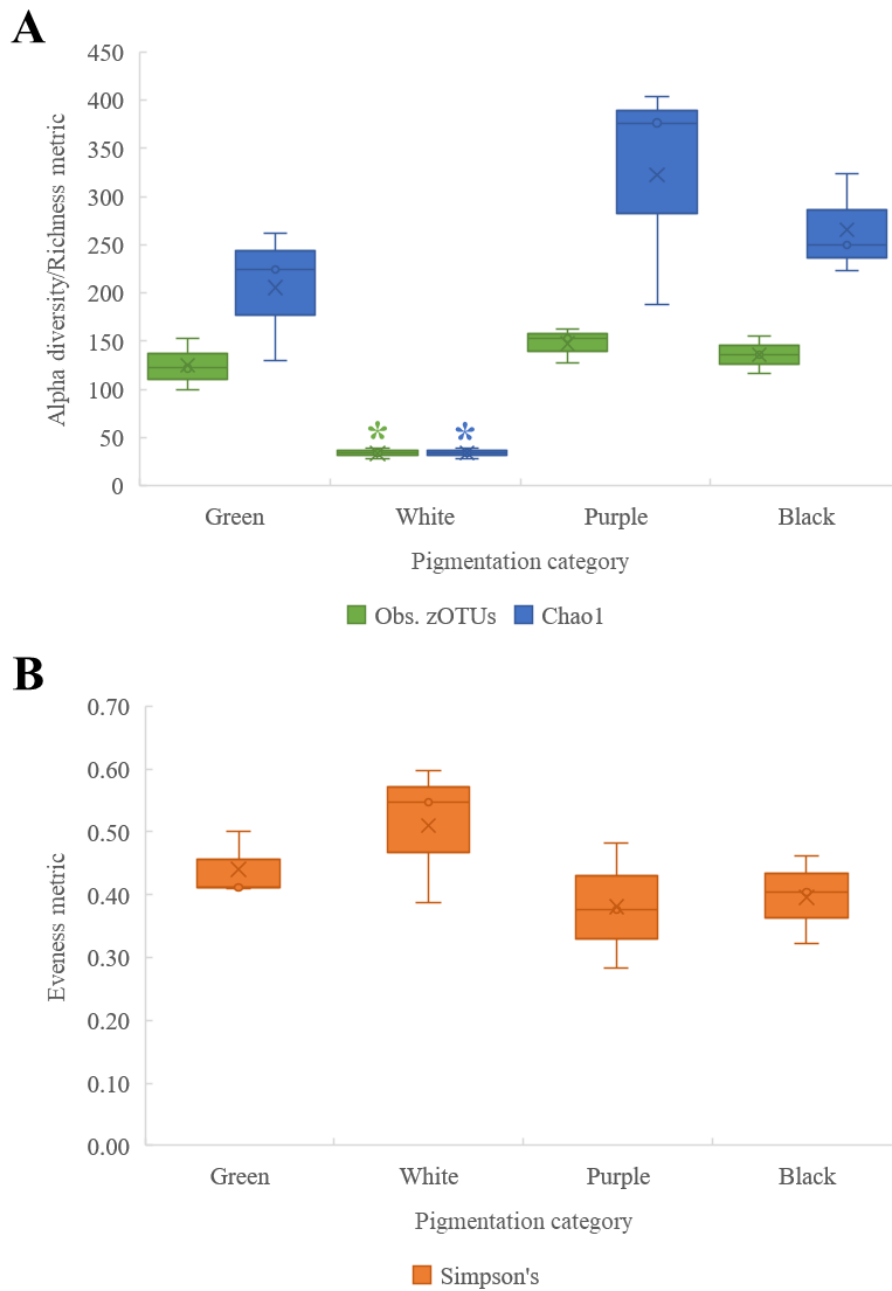 A
450
400
350
300
250
200
150
100
50
0
Alpha diversity/Richness metric
* *
Green White Purple Black
Pigmentation category
Obs. zOTUs Chao1
B
0.70
0.60
0.50
0.40
0.30
0.20
0.10
0.00
Eveness metric
Green White Purple Black
Pigmentation category
Simpson's